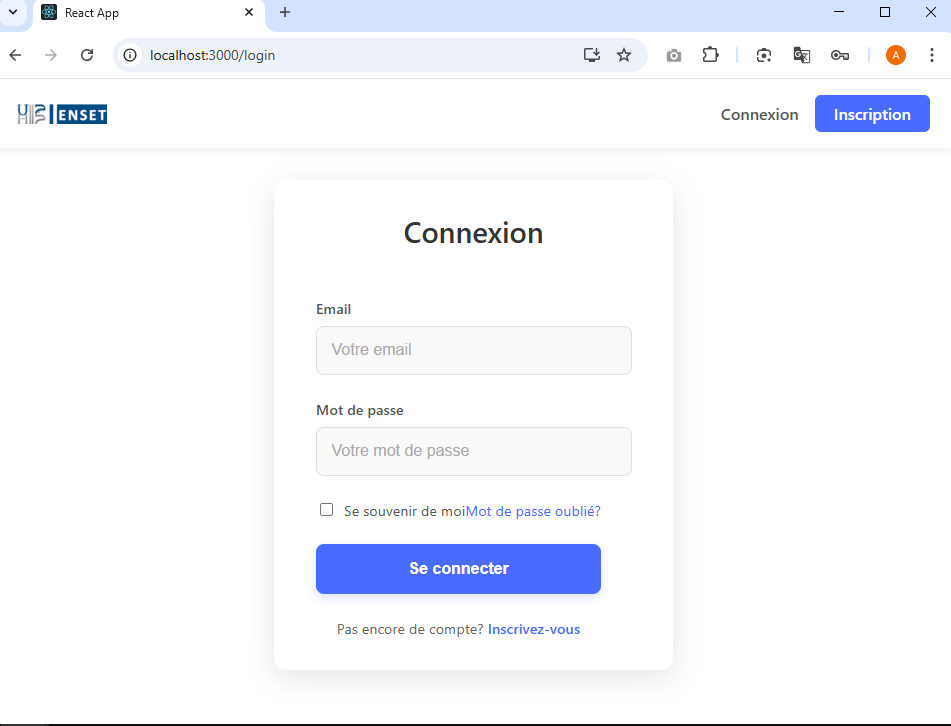 React App
localhost:3000/login
A
ENSET
Connexion
Inscription
Connexion
Email
Votre email
Mot de passe
Votre mot de passe
Se souvenir de moiMot de passe oublié?
Se connecter
Pas encore de compte? Inscrivez-vous